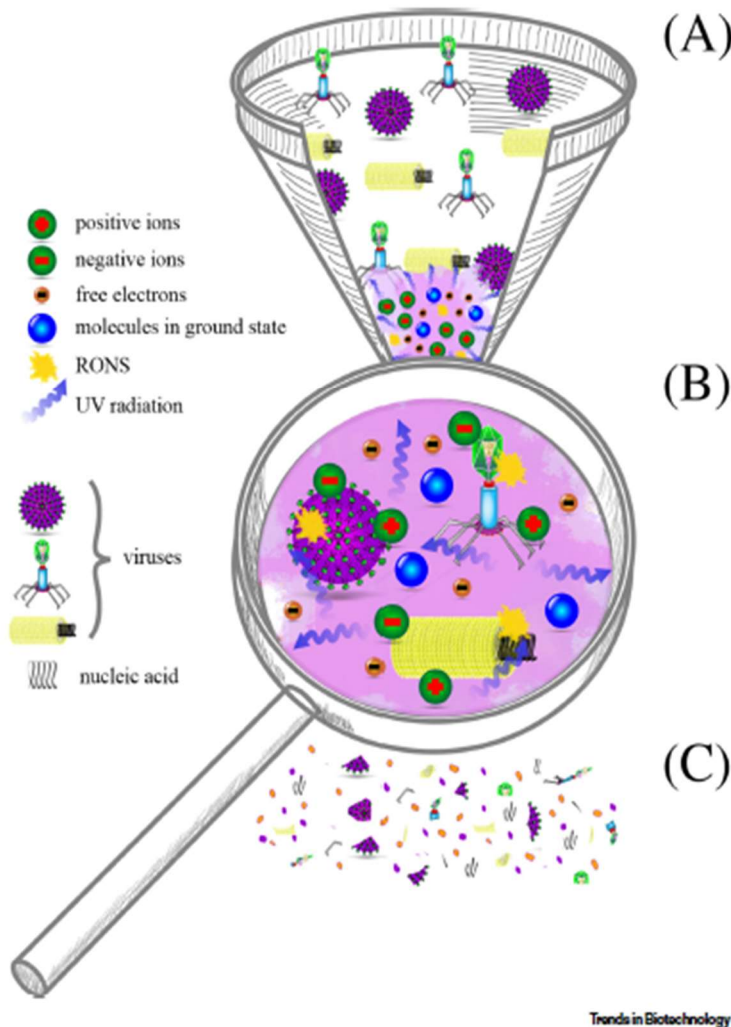 (A)
positive ions
negative ions
free electrons
molecules in ground state
RONS
UV radiation
(B)
viruses
nucleic acid
(C)
Trends in Biotechnology